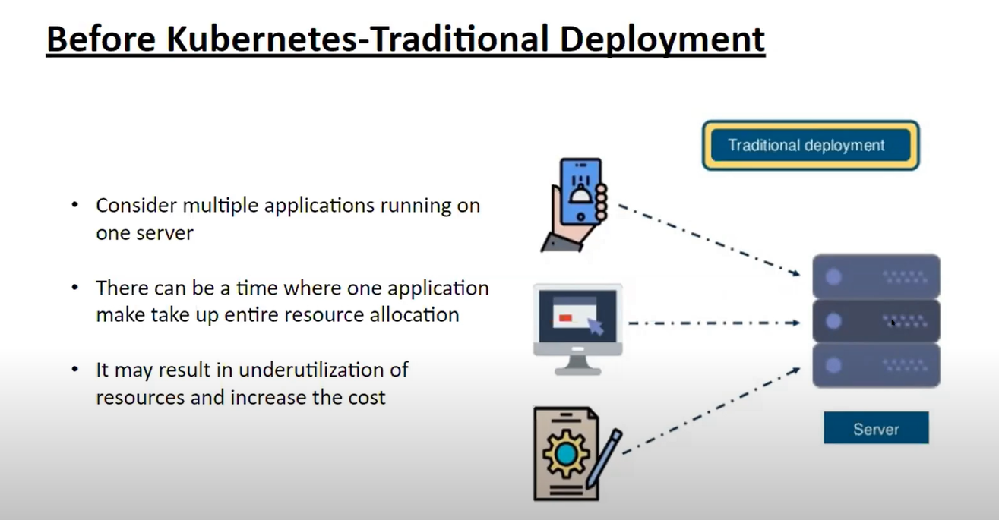 Before Kubernetes-Traditional Deployment
Traditional deployment
• Consider multiple applications running on
one server
• There can be a time where one application
make take up entire resource allocation
• It may result in underutilization of
resources and increase the cost
Server